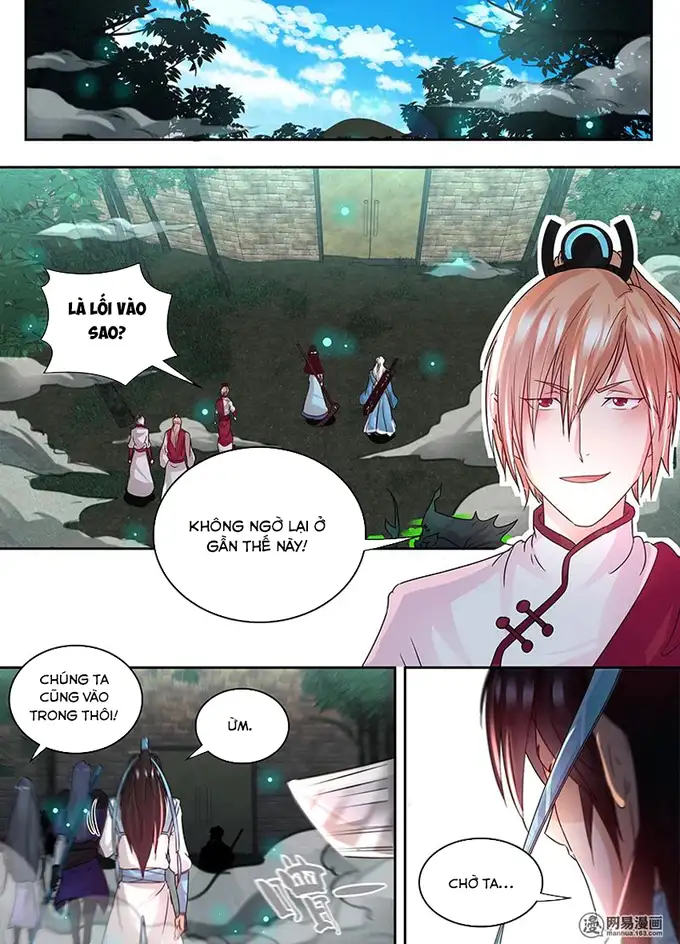 LÀ LỐI VÀO
SAO?
KHÔNG NGỜ LẠI Ở
GẦN THẾ NÀY!
CHÚNG TA
CŨNG VÀO
TRONG THÔI!
ỪM.
CHỜ TA...
网易漫画
manhua.163.com